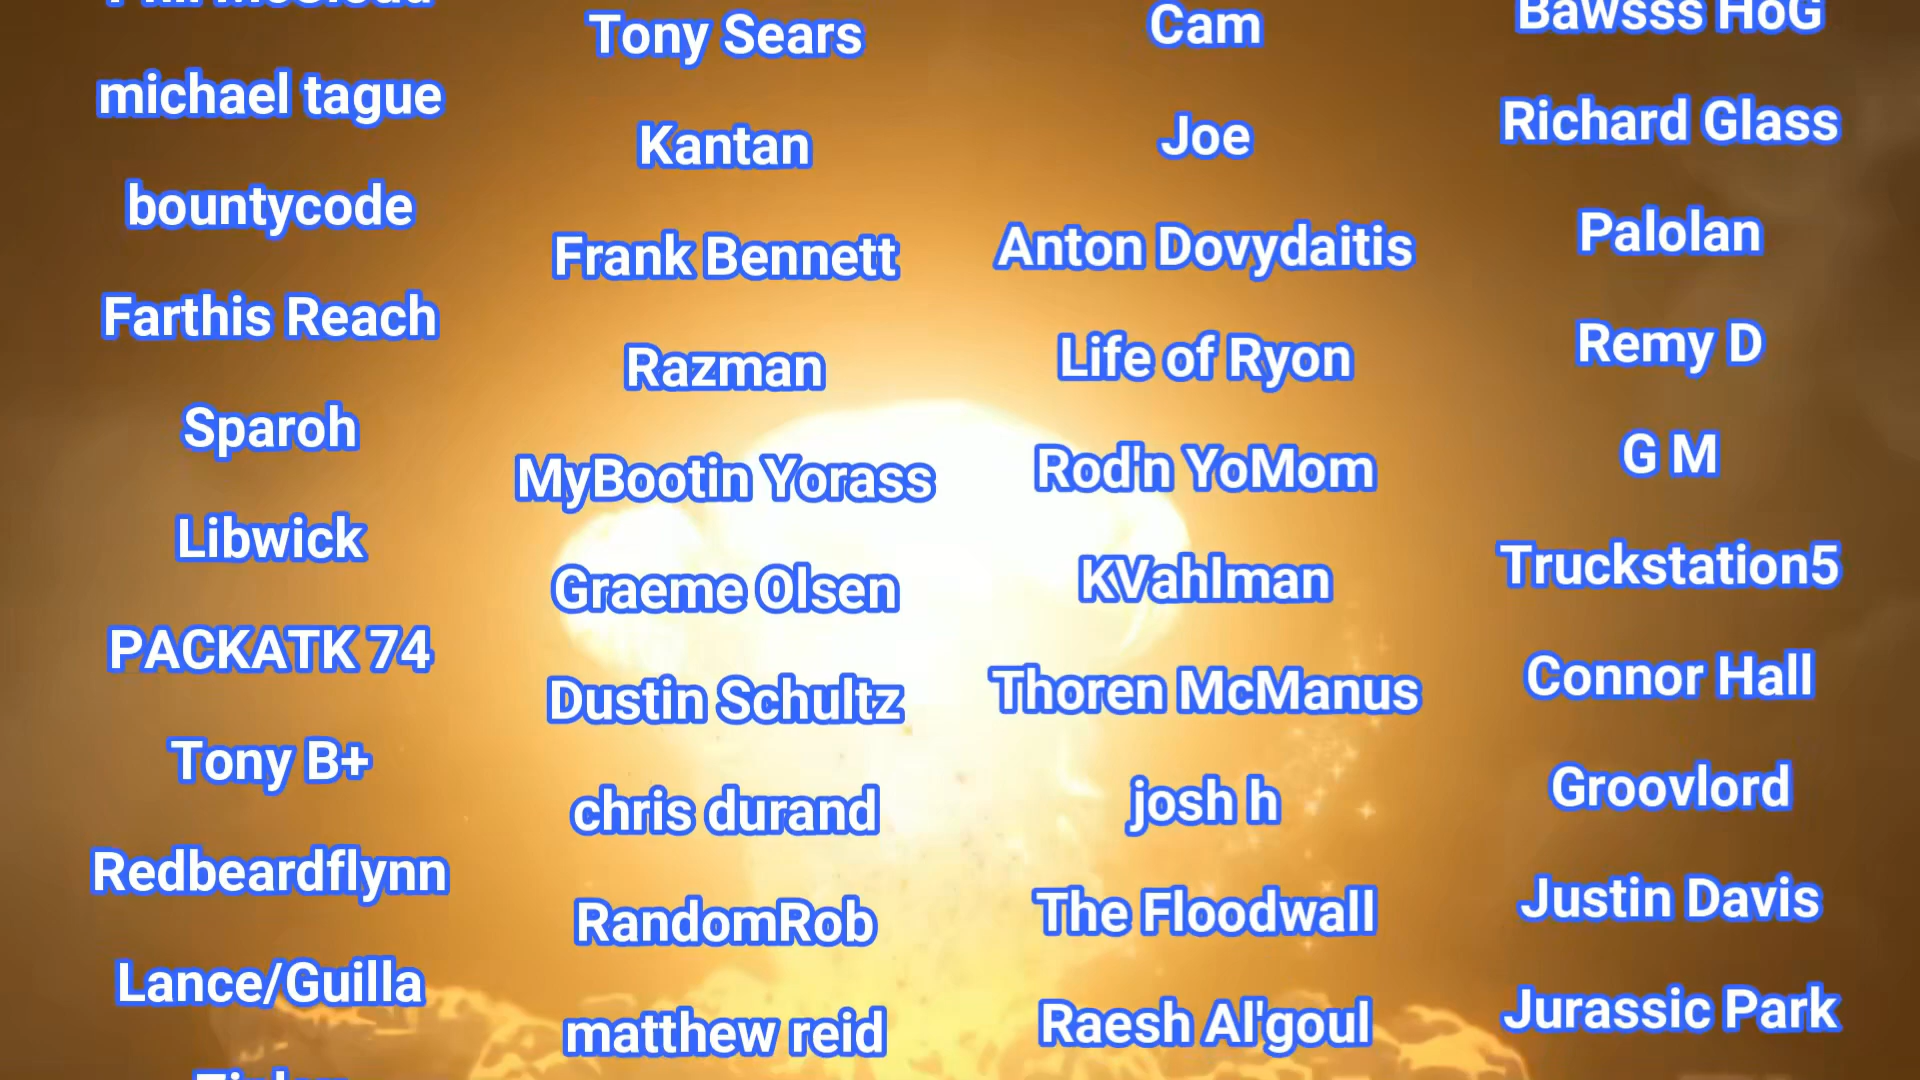 michael tague
bountycode
Farthis Reach
Sparoh
Libwick
PACKATK 74
Tony B+
Redbeardflynn
Lance/Guilla
Tony Sears
Kantan
Frank Bennett
Razman
MyBootin Yorass
Graeme Olsen
Dustin Schultz
chris durand
RandomRob
matthew reid
Cam
Joe
Anton Dovydaitis
Life of Ryon
Rod'n YoMom
KVahlman
Thoren McManus
josh h
The Floodwall
Raesh Al'goul
Bawsss HoG
Richard Glass
Palolan
Remy D
G M
Truckstation5
Connor Hall
Groovlord
Justin Davis
Jurassic Park